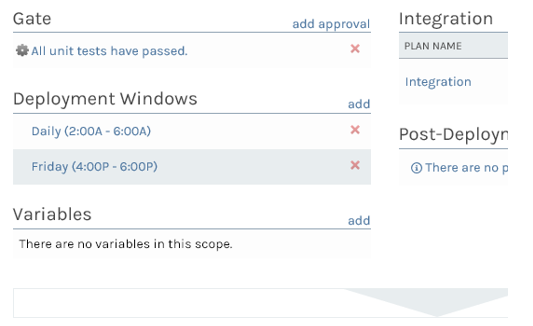 Gate
add approval
All unit tests have passed.
Deployment Windows
add
Daily (2:00A - 6:00A)
Friday (4:00P - 6:00P)
Variables
add
There are no variables in this scope.
Integration
PLAN NAME
Integration
Post-Deployn
There are no p